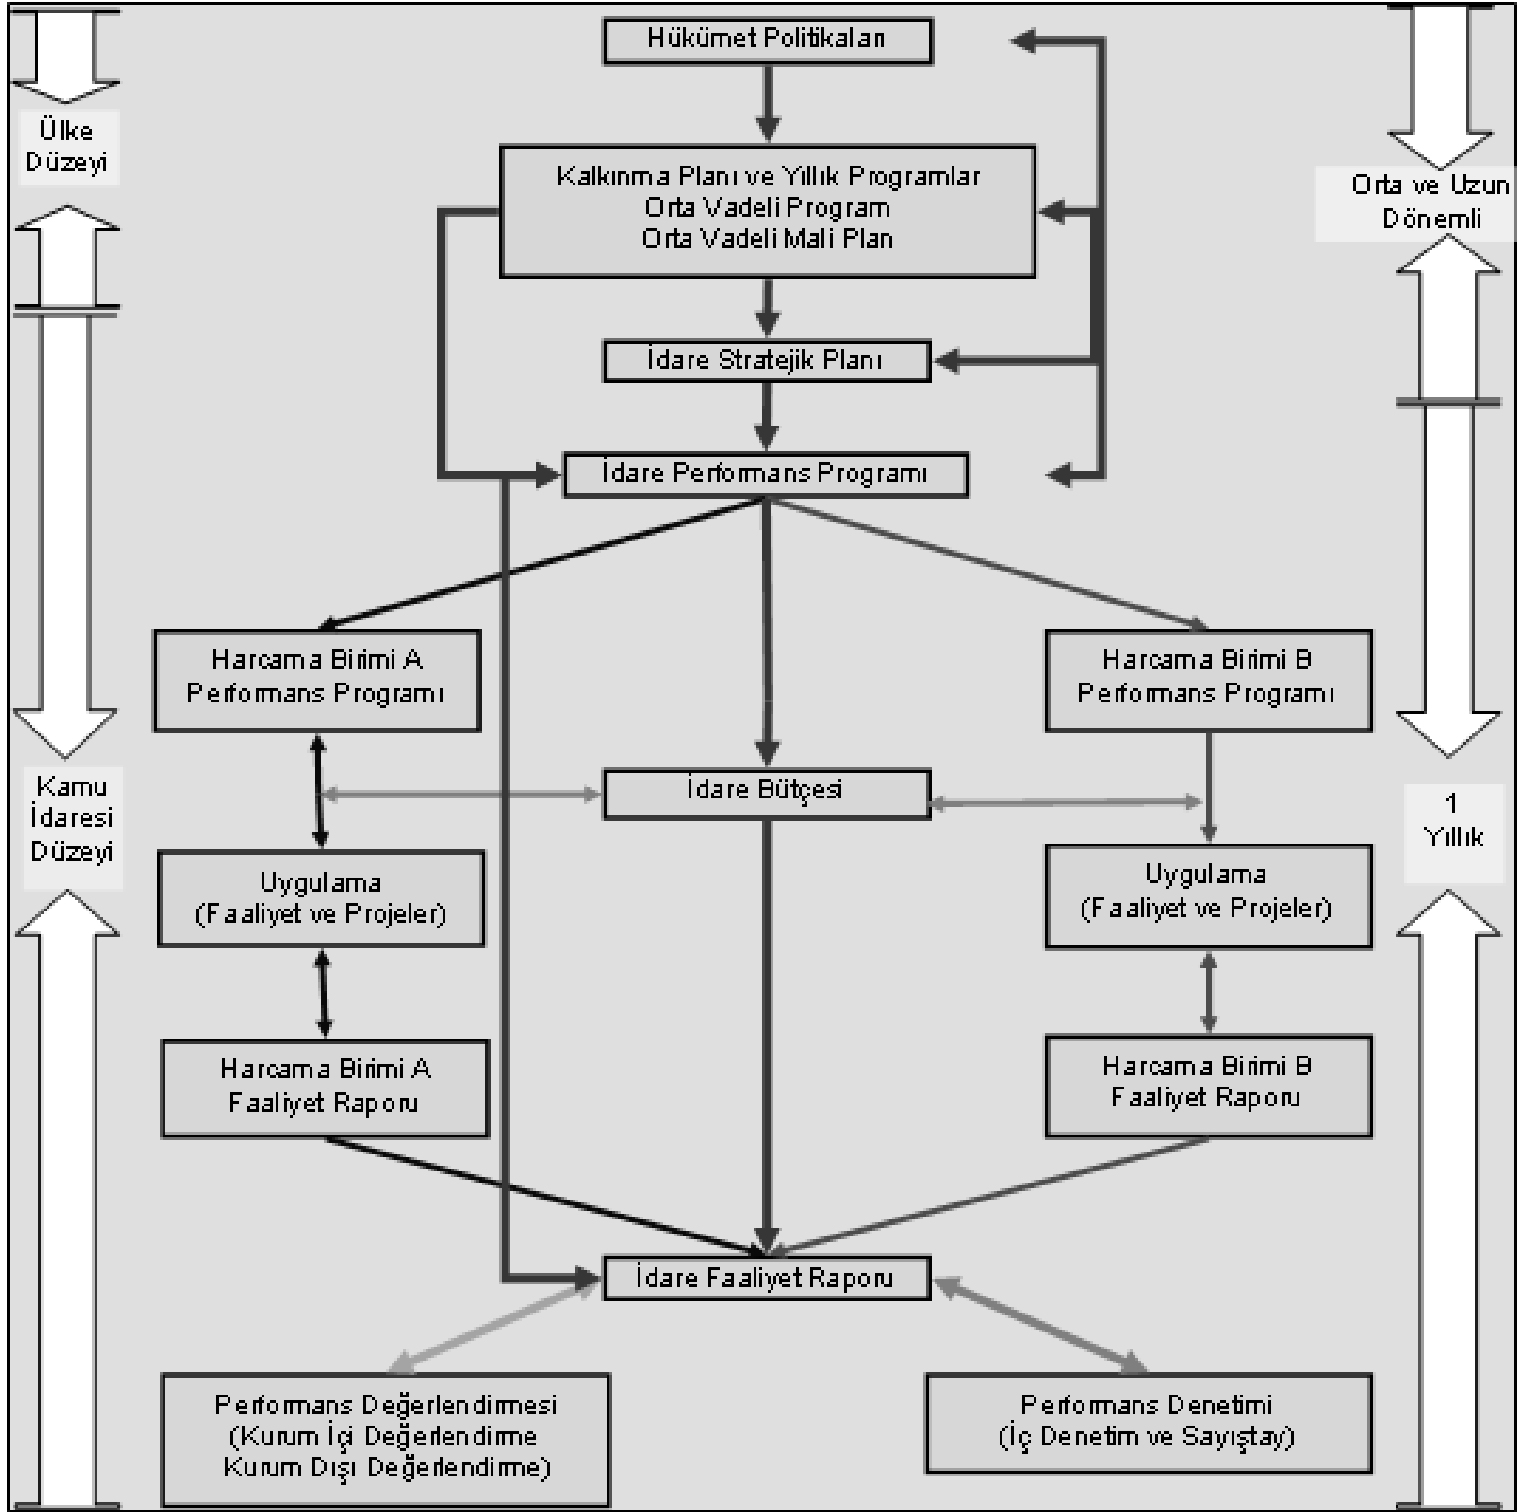 Hükümet Politikaları
Ülke
Düzeyi
Kalkınma Planı ve Yıllık Programlar
Orta Vadeli Program
Orta Vadeli Mali Plan
Orta ve Uzun
Dönemli
İdare Stratejik Planı
İdare Performans Programı
Harcama Birimi A
Performans Programı
Harcama Birimi B
Performans Programı
Kamu
İdaresi
Düzeyi
İdare Bütçesi
1
Yıllık
Uygulama
(Faaliyet ve Projeler)
Uygulama
(Faaliyet ve Projeler)
Harcama Birimi A
Faaliyet Raporu
Harcama Birimi B
Faaliyet Raporu
İdare Faaliyet Raporu
Performans Değerlendirmesi
(Kurum İçi Değerlendirme
Kurum Dışı Değerlendirme)
Performans Denetimi
(İç Denetim ve Sayıştay)